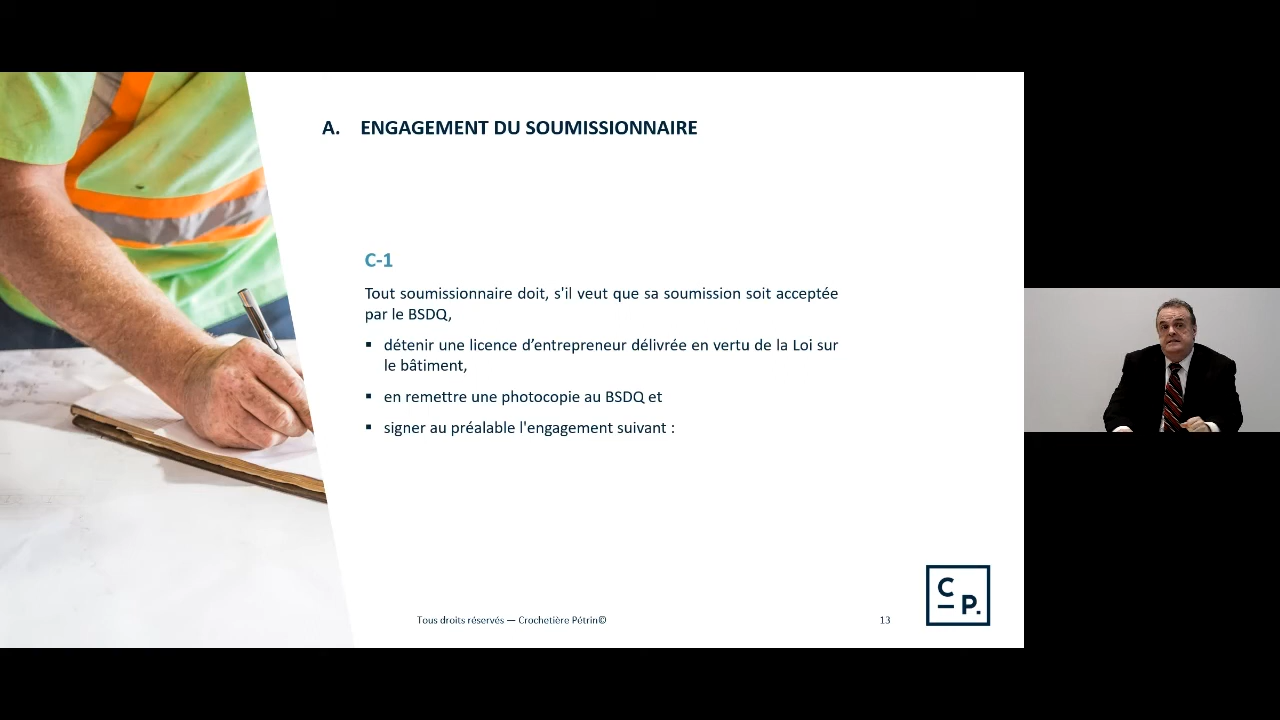 A. ENGAGEMENT DU SOUMISSIONNAIRE
C-1
Tout soumissionnaire doit, s'il veut que sa soumission soit acceptée
par le BSDQ,
▪ détenir une licence d’entrepreneur délivrée en vertu de la Loi sur
le bâtiment,
▪ en remettre une photocopie au BSDQ et
▪ signer au préalable l'engagement suivant :
C
P.
Tous droits réservés — Crochetière Pétrin©
13